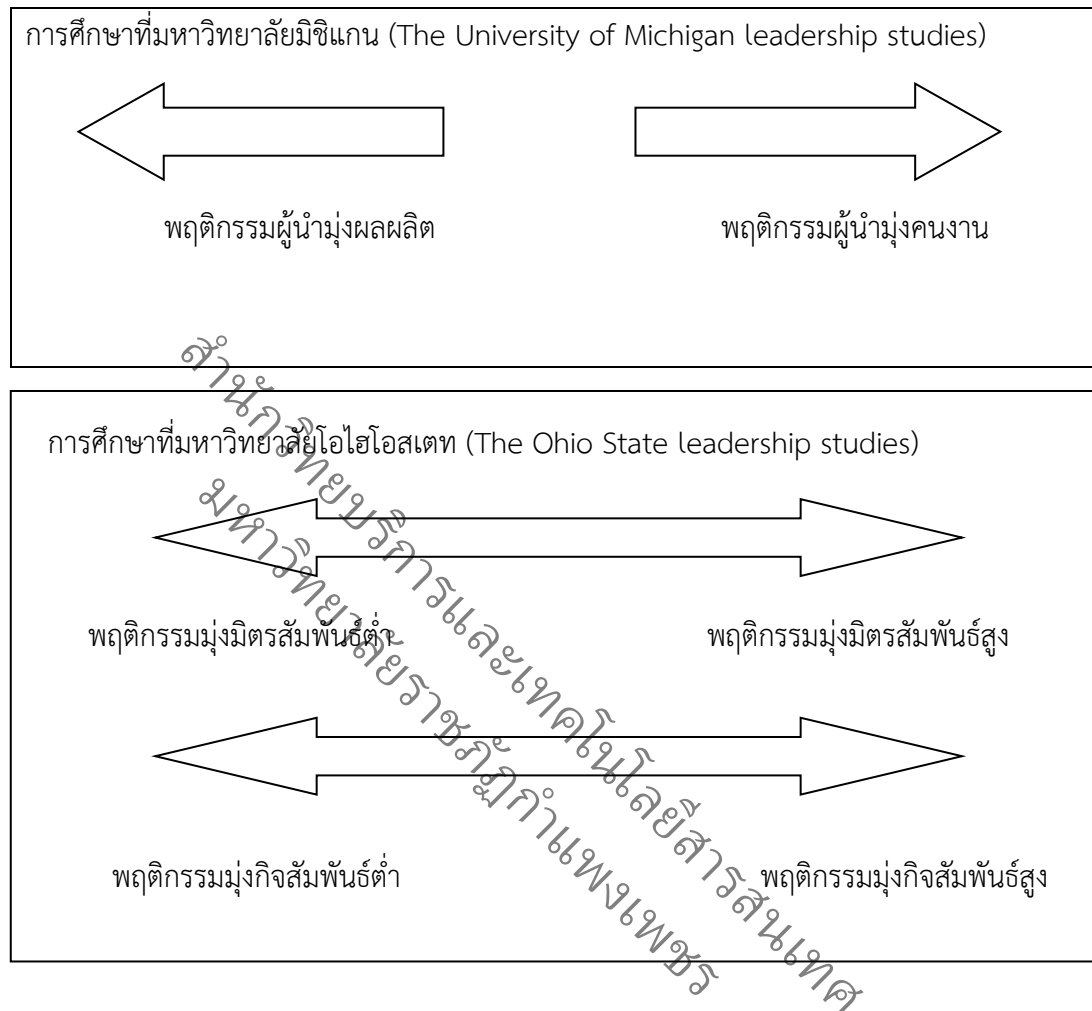 การศึกษาที่มหาวิทยาลัยมิชิแกน (The University of Michigan leadership studies)
พฤติกรรมผู้นำมุ่งผลผลิต พฤติกรรมผู้นำมุ่งคนงาน
การศึกษาที่มหาวิทยาลัยโอไฮโอสเตท (The Ohio State leadership studies)
พฤติกรรมมุ่งมิตรสัมพันธ์ต่ำ พฤติกรรมมุ่งมิตรสัมพันธ์สูง
พฤติกรรมมุ่งกิจสัมพันธ์ต่ำ พฤติกรรมมุ่งกิจสัมพันธ์สูง
สำนักวิทยบริการและเทคโนโลยีสารสนเทศ
มหาวิทยาลัยราชภัฏกำแพงเพชร